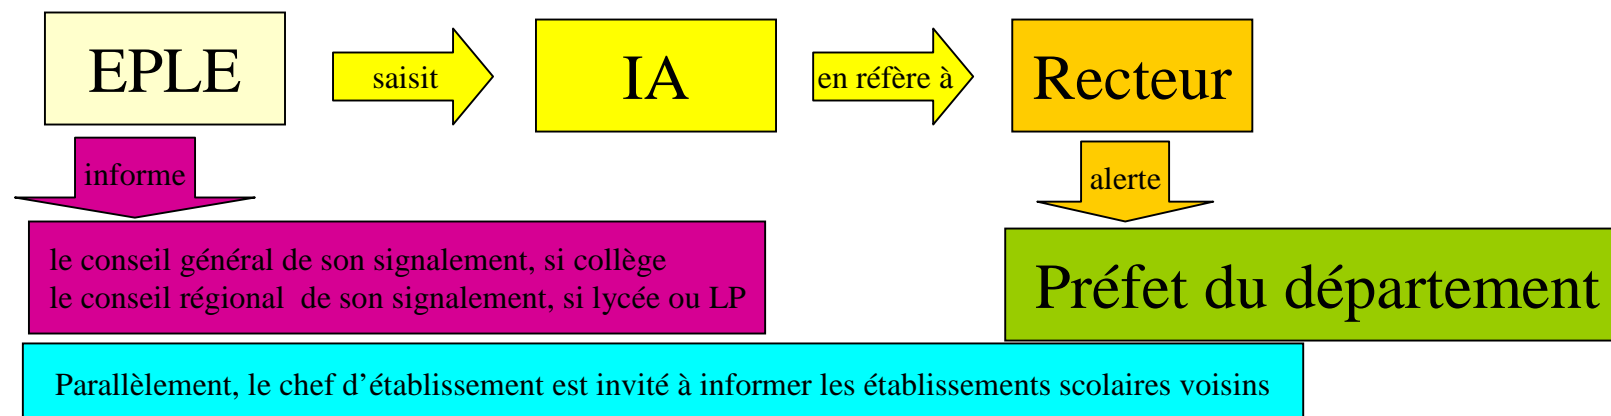 EPLE
saisit
IA
en réfère à
Recteur
informe
alerte
le conseil général de son signalement, si collège
le conseil régional de son signalement, si lycée ou LP
Préfet du département
Parallèlement, le chef d’établissement est invité à informer les établissements scolaires voisins